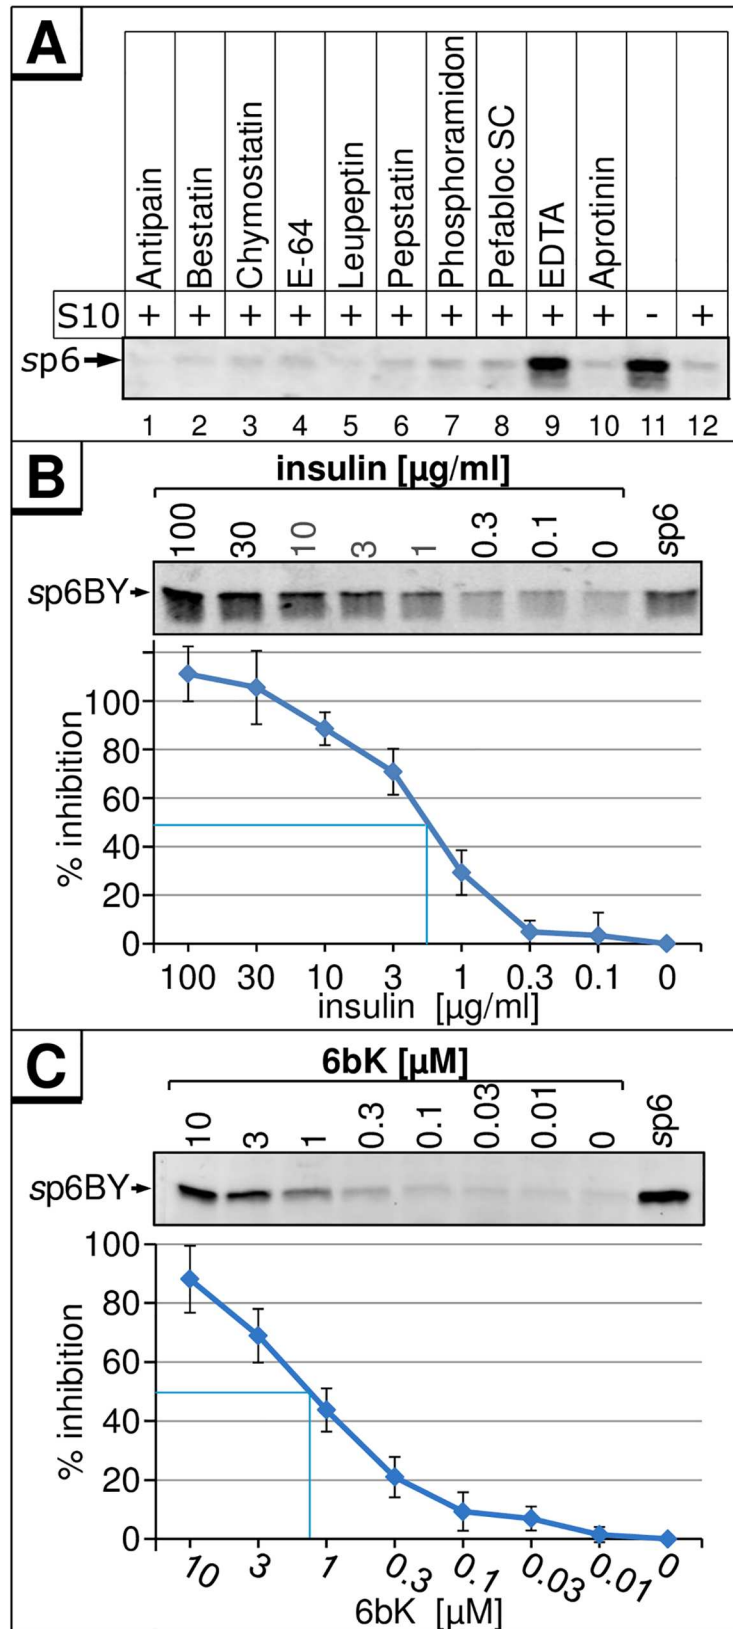 A
Antipain Bestatin Chymostatin E-64 Leupeptin Pepstatin Phosphoramidon Pefabloc SC EDTA Aprotinin
S10 + + + + + + + + + + - +
sp6
1 2 3 4 5 6 7 8 9 10 11 12
B
insulin [µg/ml]
100 30 10 3 1 0.3 0.1 0 sp6
sp6BY
% inhibition
100
80
60
40
20
0
100 30 10 3 1 0.3 0.1 0
insulin [µg/ml]
C
6bK [µM]
10 3 1 0.3 0.1 0.03 0.01 0 sp6
sp6BY
% inhibition
100
80
60
40
20
0
10 3 1 0.3 0.1 0.03 0.01 0
6bK [µM]